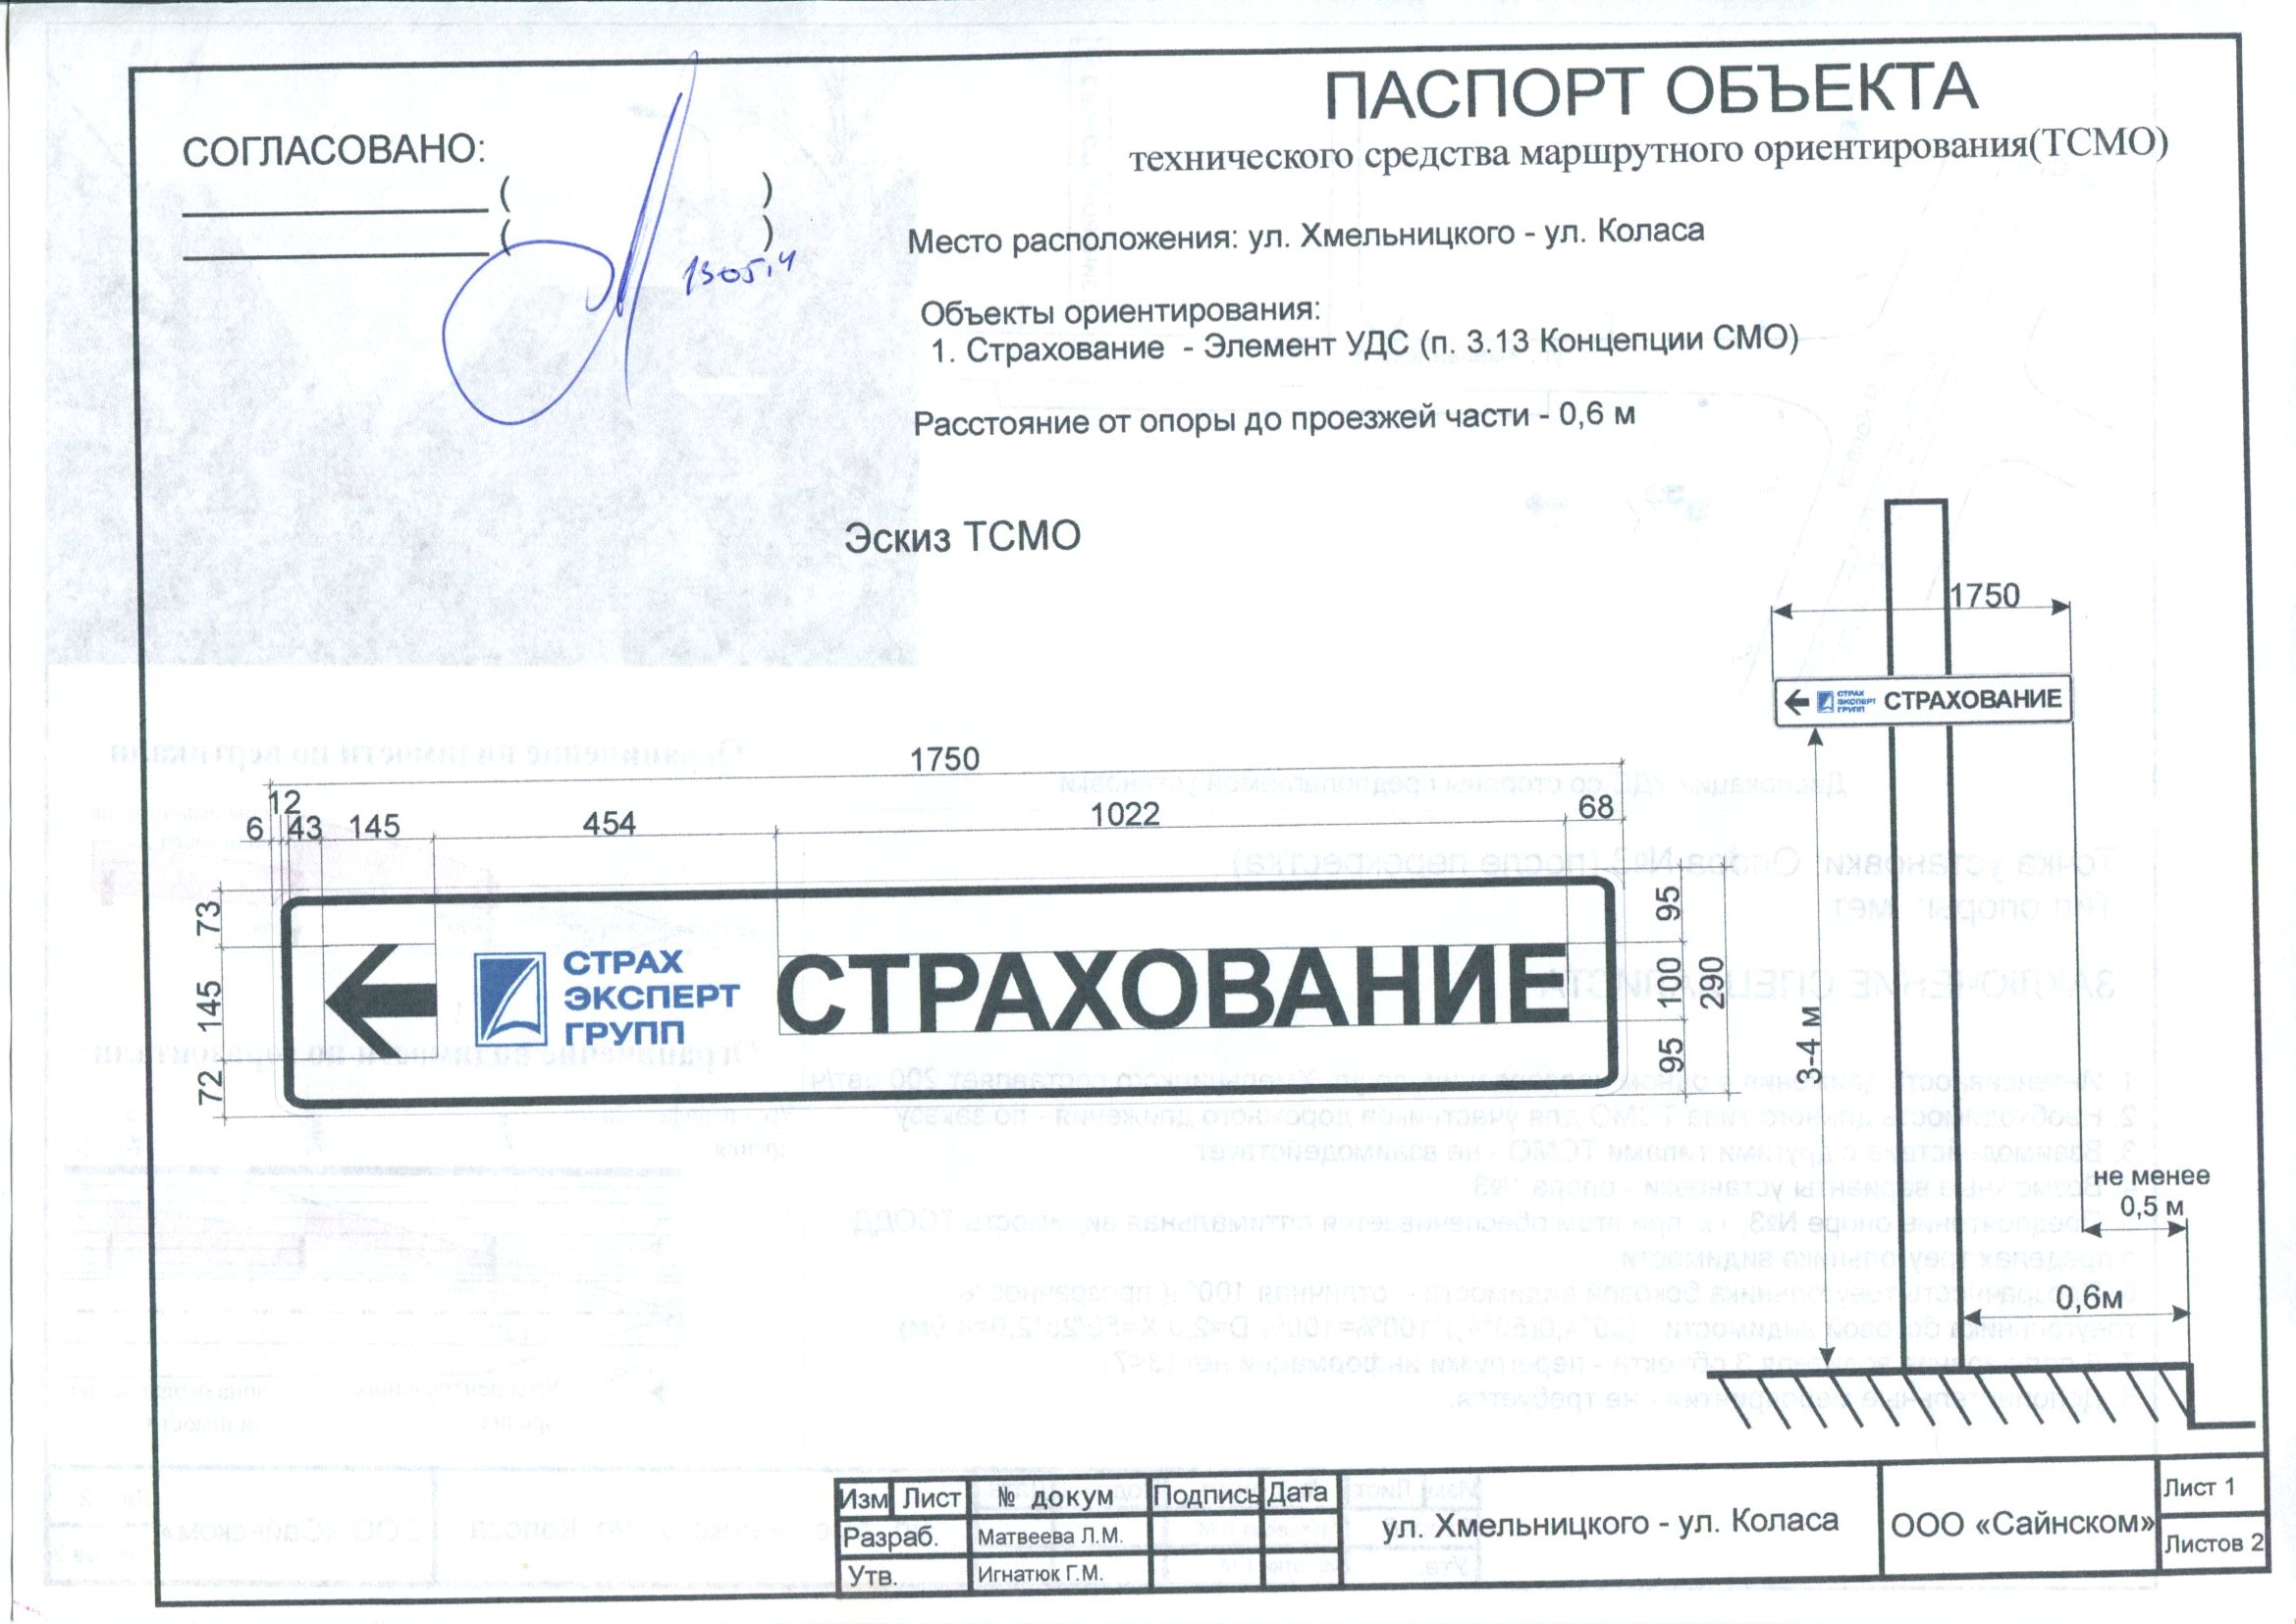 ПАСПОРТ ОБЪЕКТА
технического средства маршрутного ориентирования(ТСМО)
СОГЛАСОВАНО:
( )
( )
Место расположения: ул. Хмельницкого - ул. Коласа
Объекты ориентирования:
1. Страхование - Элемент УДС (п. 3.13 Концепции СМО)
Расстояние от опоры до проезжей части - 0,6 м
Эскиз ТСМО
1750
СТРАХ
ЭКСПЕРТ
ГРУПП
СТРАХОВАНИЕ
1750
12
6 43 145 454 1022 68
73
145
72
СТРАХ
ЭКСПЕРТ
ГРУПП
СТРАХОВАНИЕ
95
100
95
290
3-4 м
не менее
0,5 м
0,6м
Изм Лист № докум Подпись Дата
Разраб. Матвеева Л.М.
Утв. Игнатюк Г.М.
ул. Хмельницкого - ул. Коласа
ООО «Сайнском»
Лист 1
Листов 2